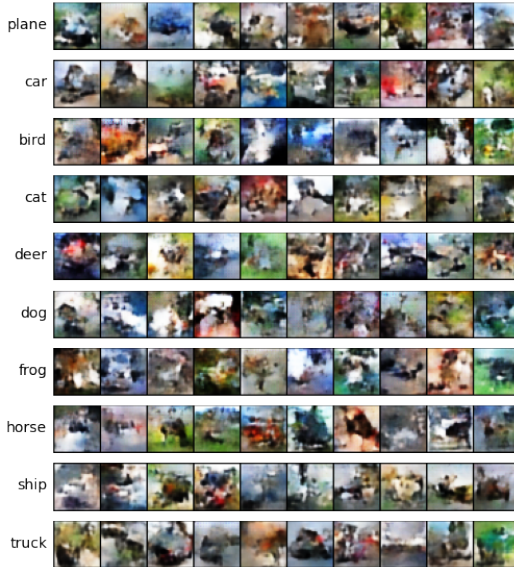 plane
car
bird
cat
deer
dog
frog
horse
ship
truck